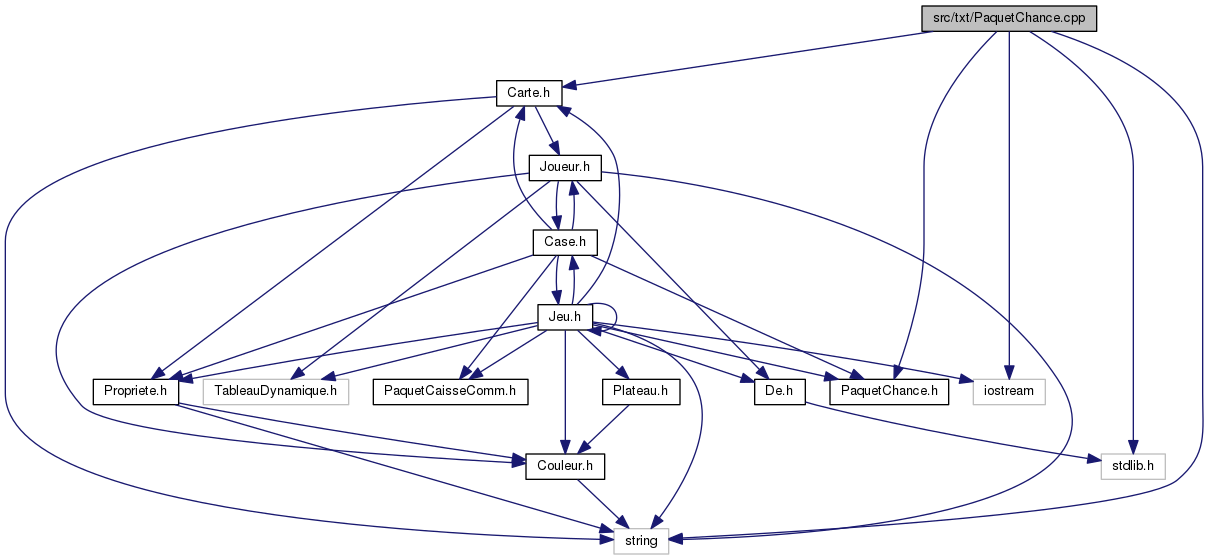 src/txt/PaquetChance.cpp
Carte.h
Joueur.h
Case.h
Jeu.h
Propriete.h
TableauDynamique.h
PaquetCaisseComm.h
Plateau.h
De.h
PaquetChance.h
iostream
Couleur.h
stdlib.h
string